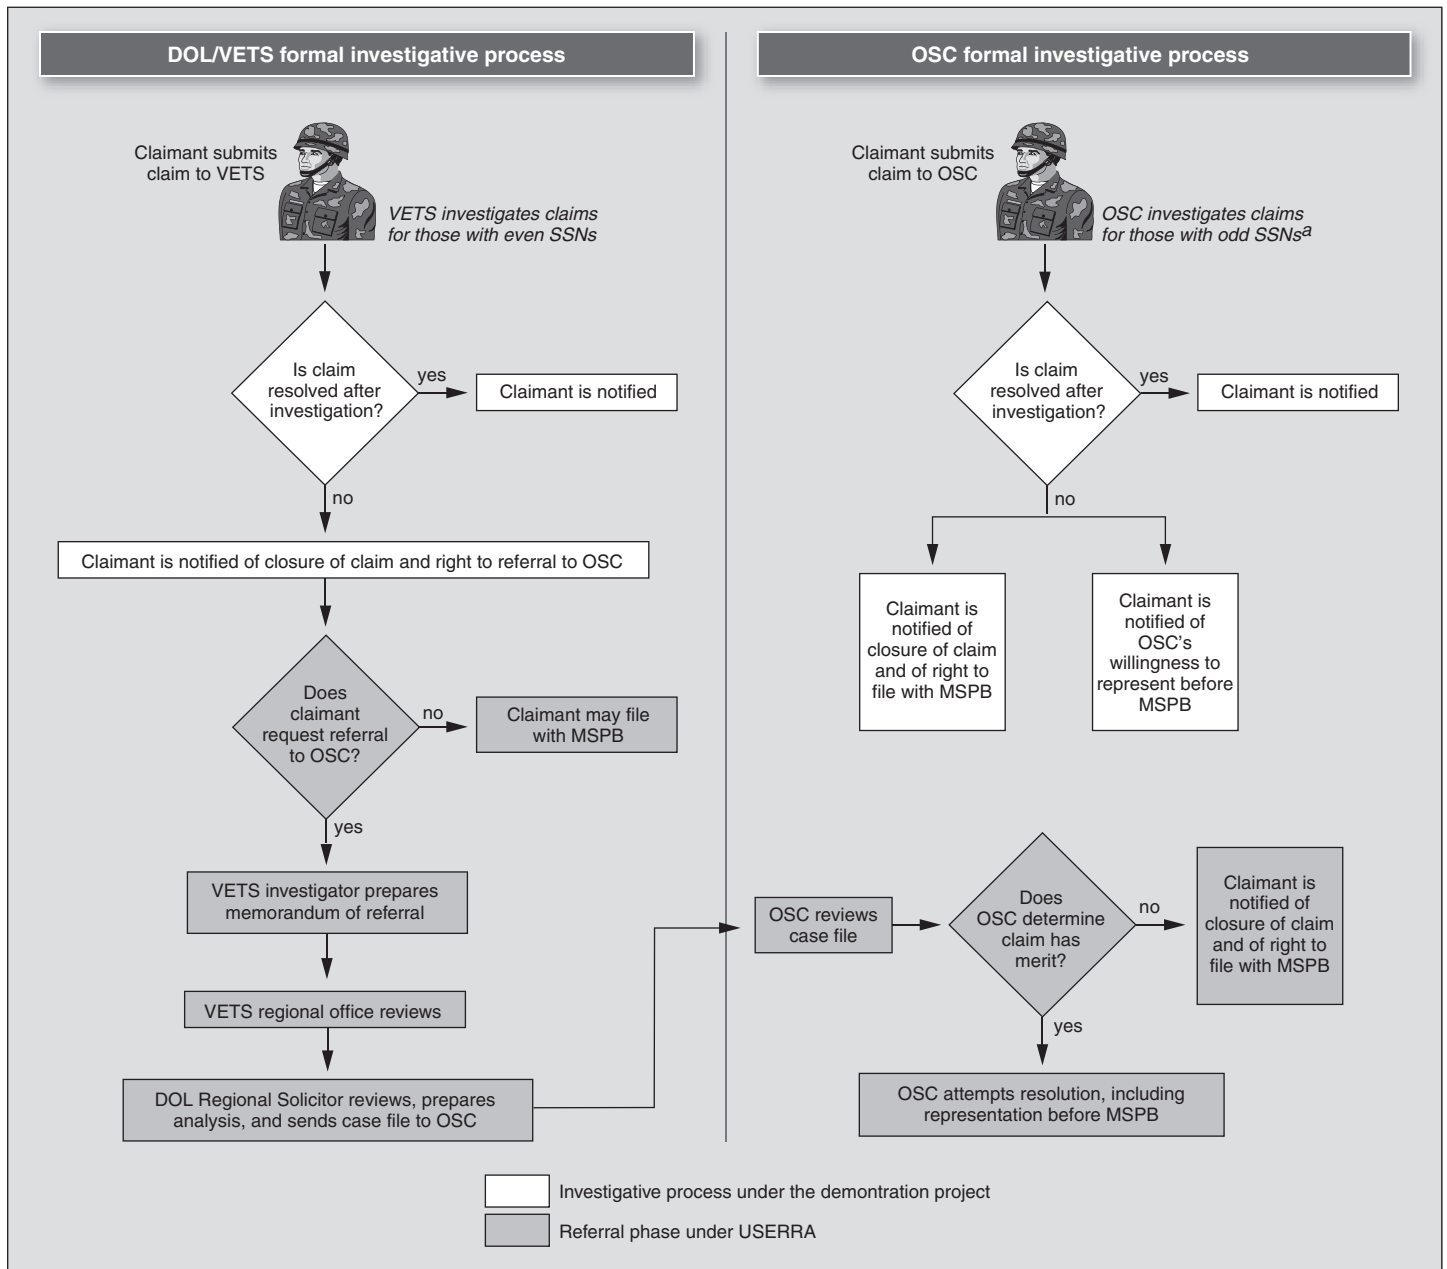 DOL/VETS formal investigative process
Claimant submits
claim to VETS
VETS investigates claims
for those with even SSNs
Is claim
resolved after
investigation?
yes
Claimant is notified
no
Claimant is notified of closure of claim and right to referral to OSC
Does
claimant
request referral
to OSC?
no
Claimant may file
with MSPB
yes
VETS investigator prepares
memorandum of referral
VETS regional office reviews
DOL Regional Solicitor reviews, prepares
analysis, and sends case file to OSC
OSC formal investigative process
Claimant submits
claim to OSC
OSC investigates claims
for those with odd SSNsa
Is claim
resolved after
investigation?
yes
Claimant is notified
no
Claimant is
notified of
closure of claim
and of right to
file with MSPB
Claimant is
notified of
OSC’s
willingness to
represent before
MSPB
OSC reviews
case file
Does
OSC determine
claim has
merit?
no
Claimant is
notified of
closure of claim
and of right to
file with MSPB
yes
OSC attempts resolution, including
representation before MSPB
Investigative process under the demontration project
Referral phase under USERRA